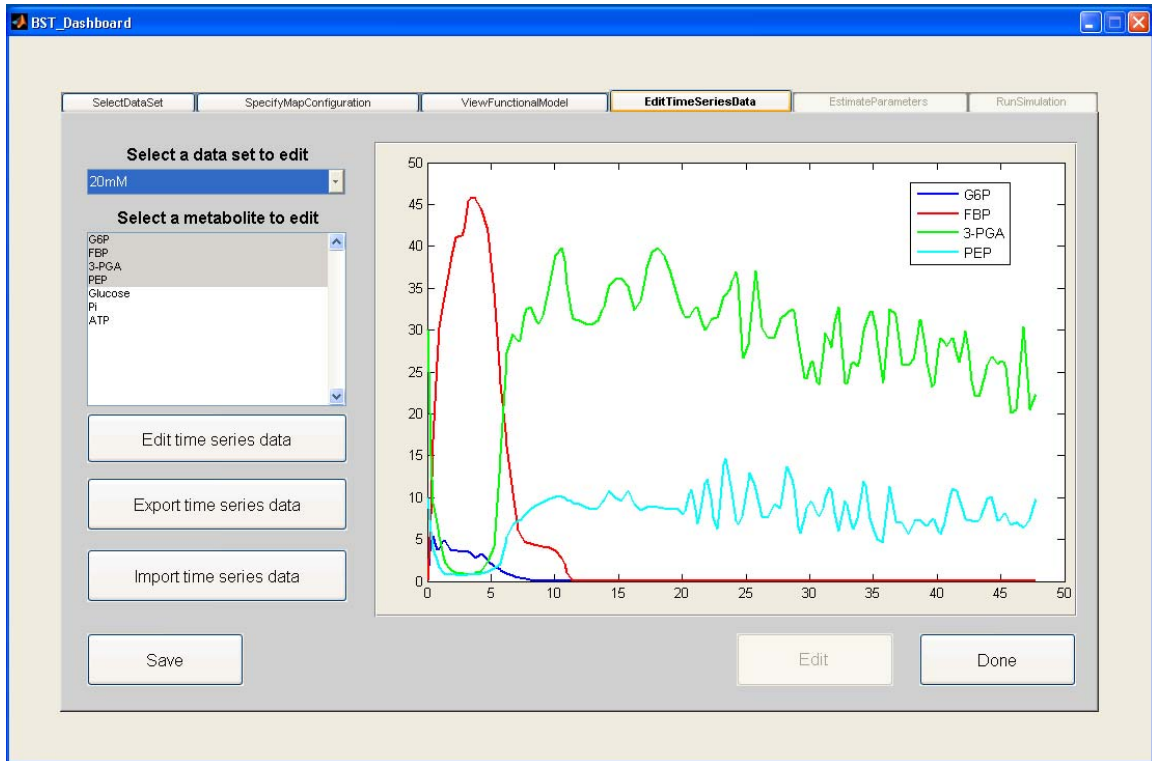 BST_Dashboard
SelectDataSet
SpecifyMapConfiguration
ViewFunctionalModel
EditTimeSeriesData
EstimateParameters
RunSimulation
Select a data set to edit
20mM
Select a metabolite to edit
G6P
FBP
3-PGA
PEP
Glucose
Pi
ATP
Edit time series data
Export time series data
Import time series data
Save
50
45
40
35
30
25
20
15
10
5
0
0 5 10 15 20 25 30 35 40 45 50
G6P
FBP
3-PGA
PEP
Edit
Done